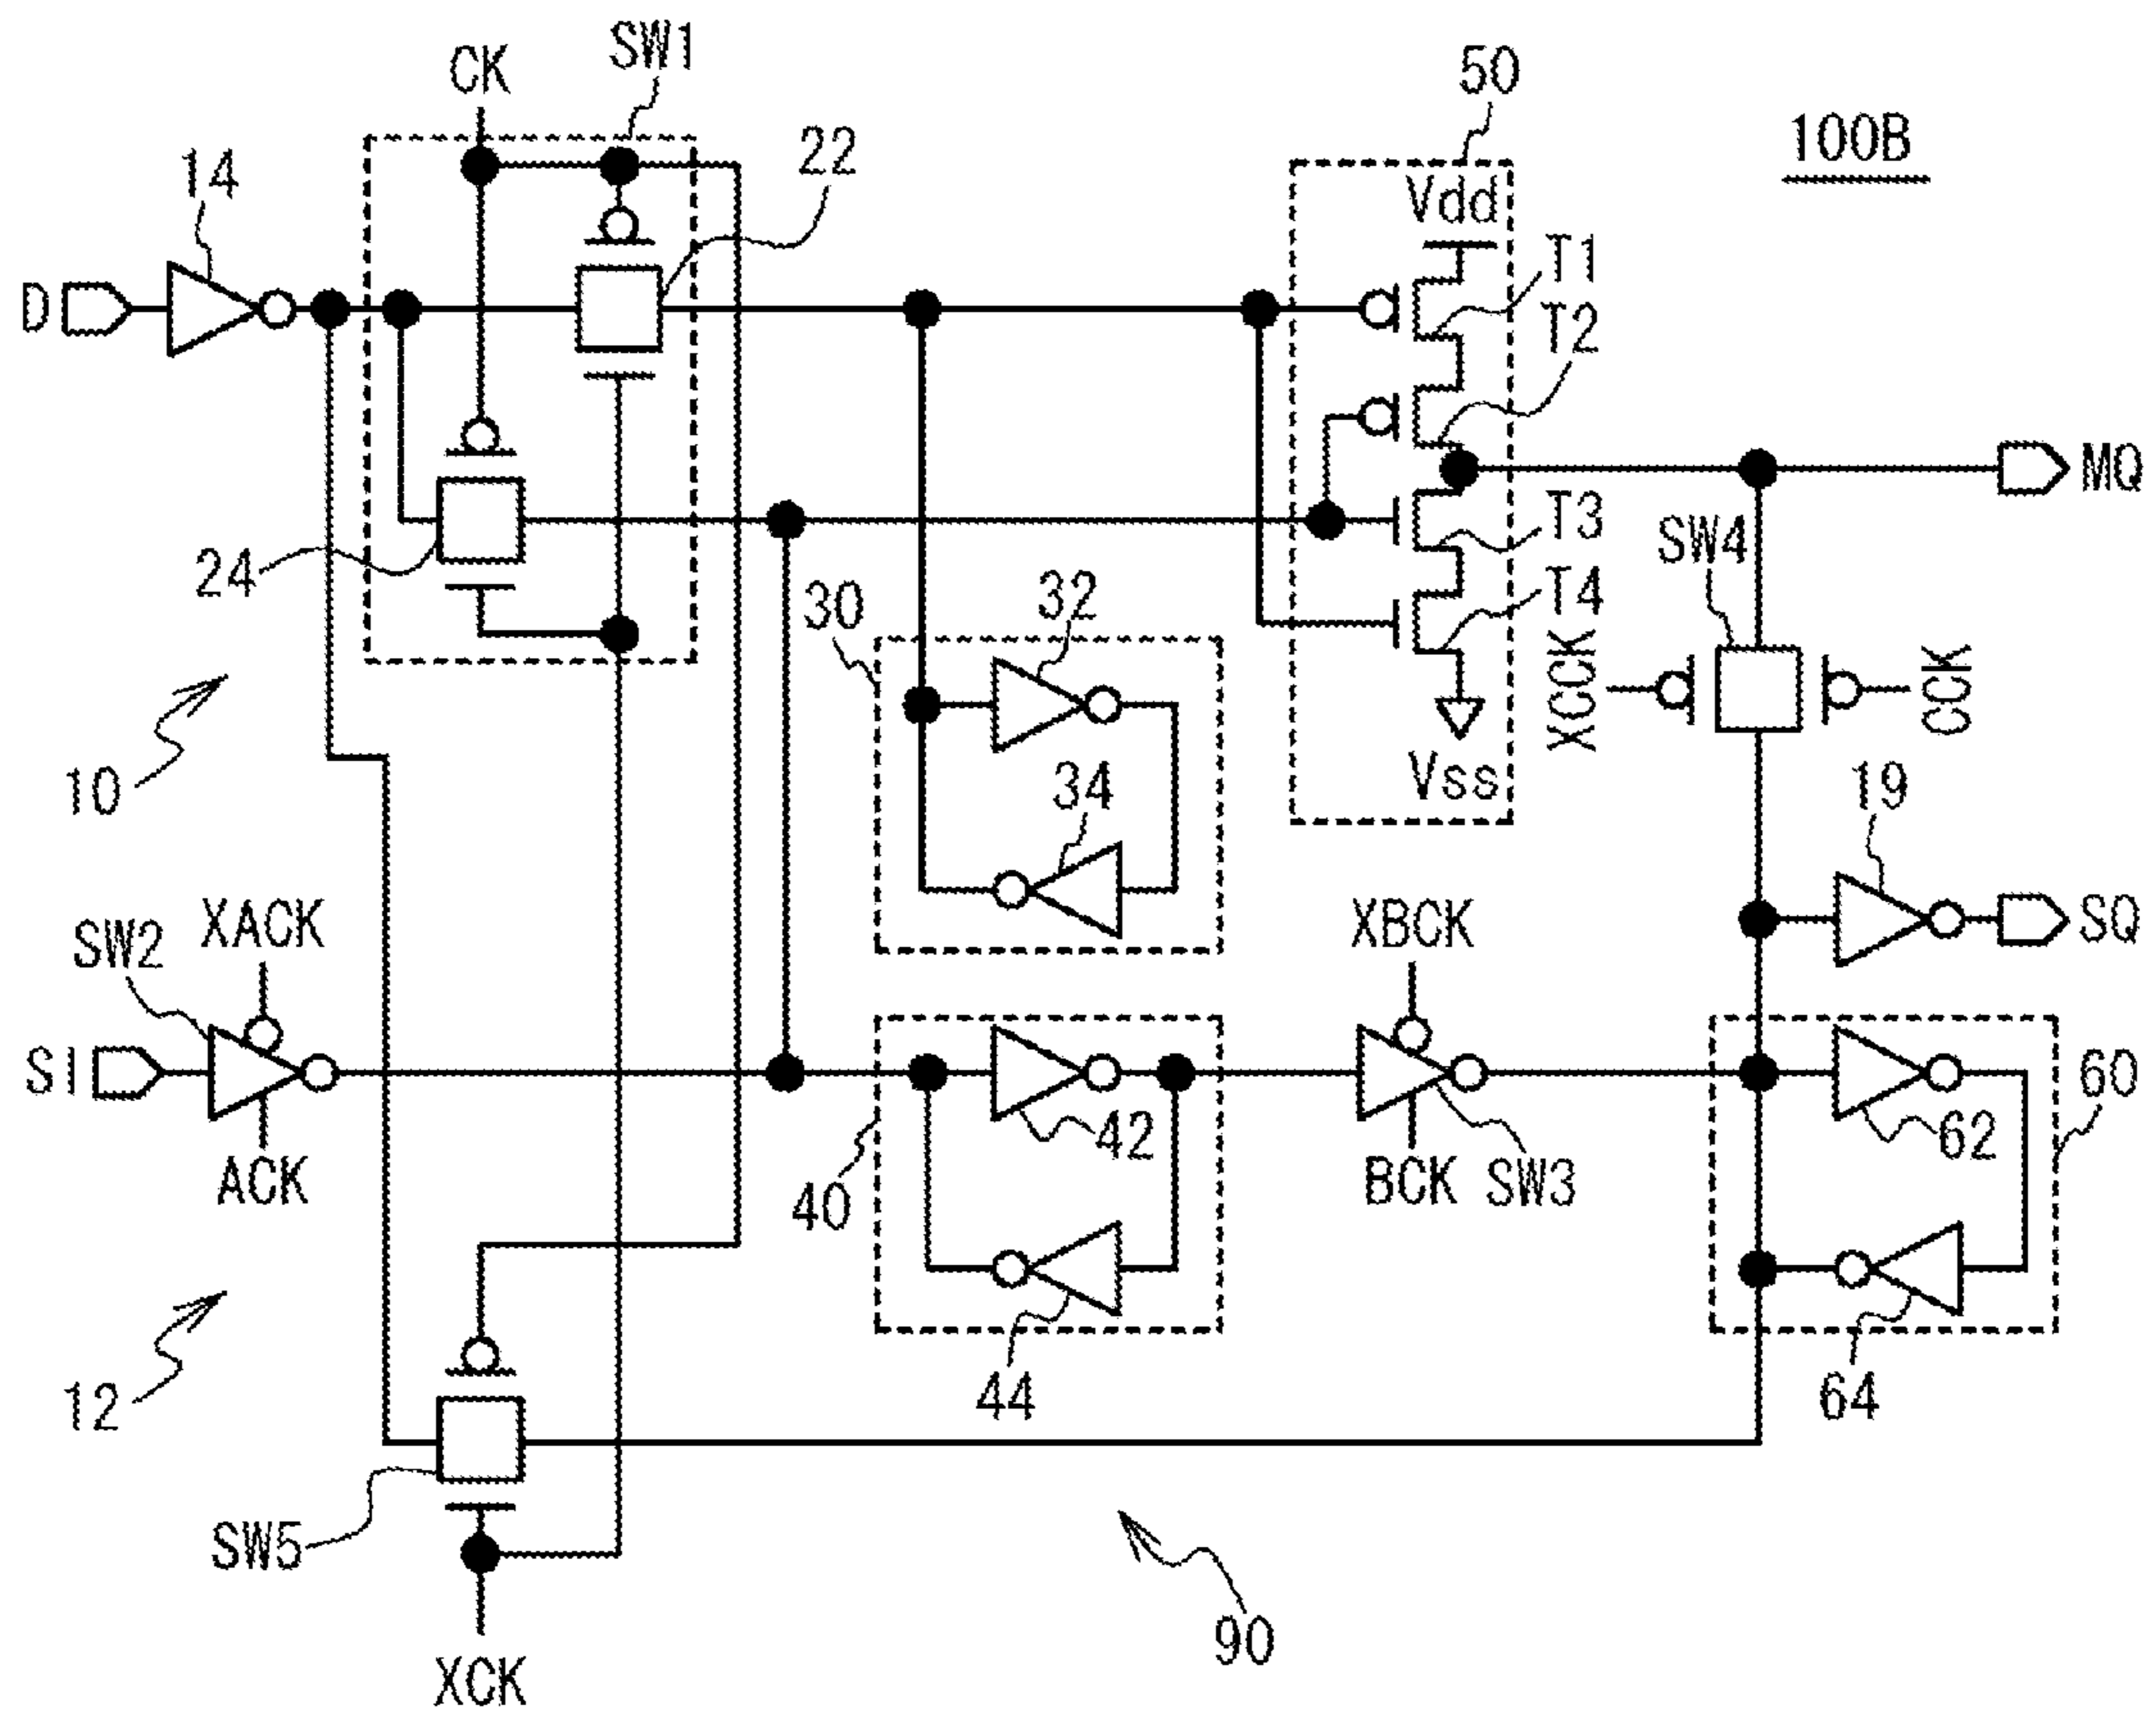 CK
SW1
50
100B
14
22
Vdd
T1
D
T2
MQ
T3
SW4
24
T4
30
32
XCCK
CCK
10
34
Vss
19
XACK
SW2
XBCK
SQ
SI
42
62
60
ACK
40
BCK
SW3
12
44
64
SW5
90
XCK